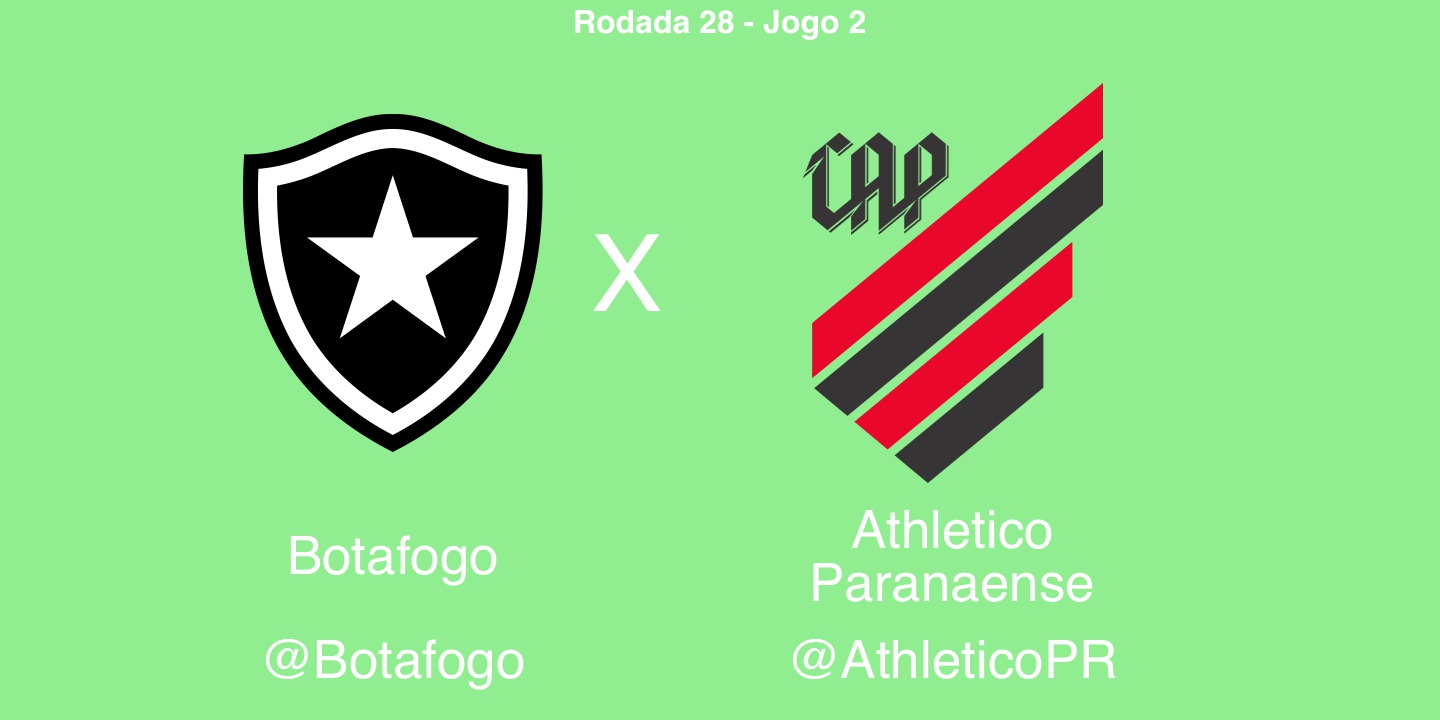 Rodada 28 - Jogo 2
CAP
X
Botafogo
Athletico
Paranaense
@Botafogo
@AthleticoPR